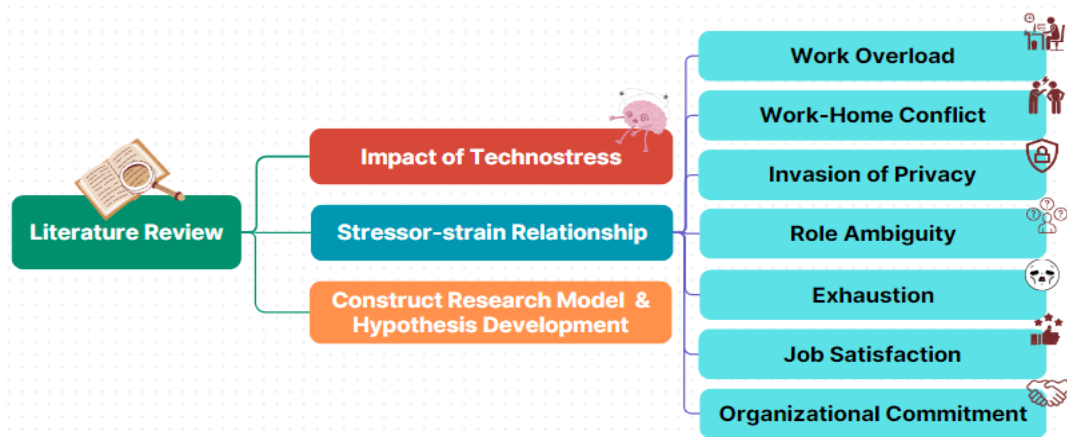 Literature Review
Impact of Technostress
Stressor-strain Relationship
Construct Research Model &
Hypothesis Development
Work Overload
Work-Home Conflict
Invasion of Privacy
Role Ambiguity
Exhaustion
Job Satisfaction
Organizational Commitment